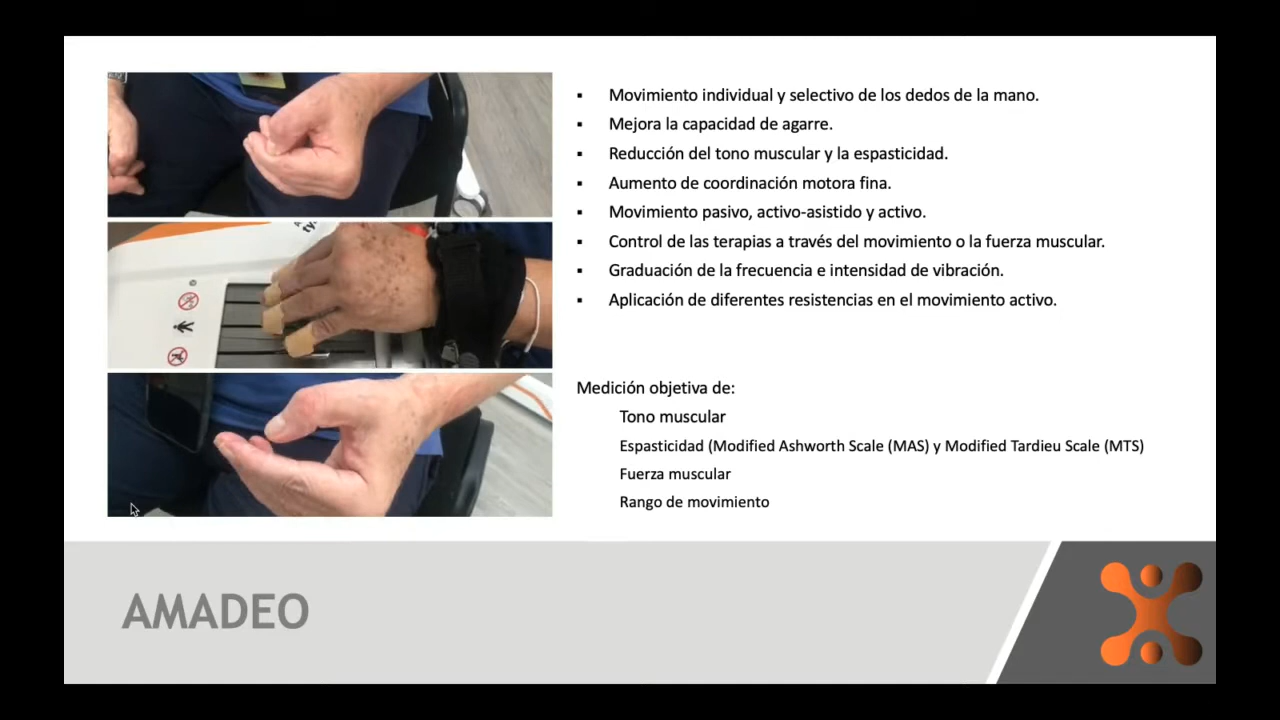 Movimiento individual y selectivo de los dedos de la mano.
Mejora la capacidad de agarre.
Reducción del tono muscular y la espasticidad.
Aumento de coordinación motora fina.
Movimiento pasivo, activo-asistido y activo.
Control de las terapias a través del movimiento o la fuerza muscular.
Graduación de la frecuencia e intensidad de vibración.
Aplicación de diferentes resistencias en el movimiento activo.
Medición objetiva de:
Tono muscular
Espasticidad (Modified Ashworth Scale (MAS) y Modified Tardieu Scale (MTS)
Fuerza muscular
Rango de movimiento
AMADEO